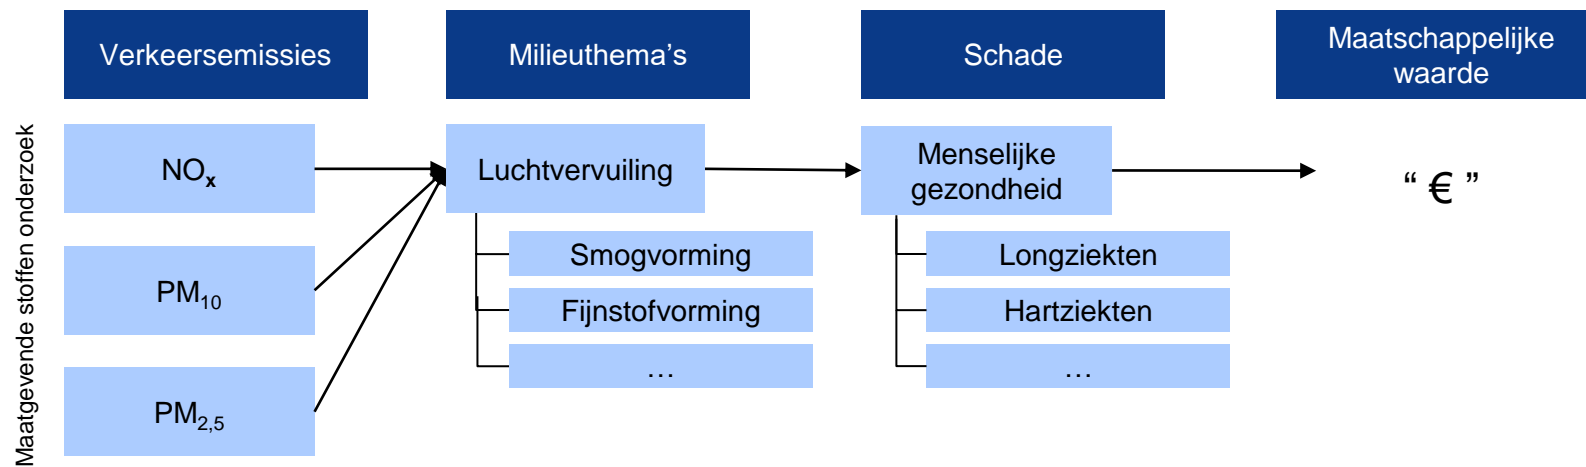 Verkeersemissies
Milieuthema's
Schade
Maatschappelijke
waarde
Maatgevende stoffen onderzoek
NOx
PM10
PM2,5
Luchtvervuiling
Smogvorming
Fijnstofvorming
…
Menselijke
gezondheid
Longziekten
Hartziekten
…
“ € ”